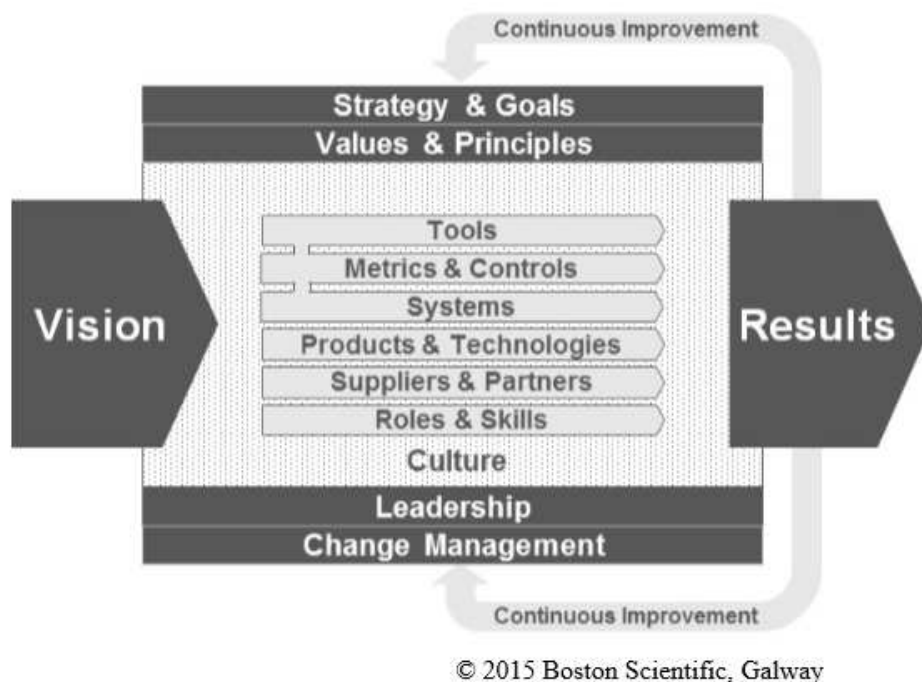 Continuous Improvement
Strategy & Goals
Values & Principles
Tools
Metrics & Controls
Systems
Vision
Results
Products & Technologies
Suppliers & Partners
Roles & Skills
Culture
Leadership
Change Management
Continuous Improvement
© 2015 Boston Scientific, Galway